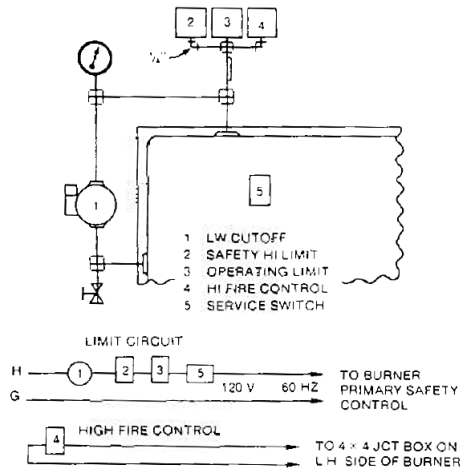 2 3 4
¼"
1
5
1 LW CUTOFF
2 SAFETY HI LIMIT
3 OPERATING LIMIT
4 HI FIRE CONTROL
5 SERVICE SWITCH
LIMIT CIRCUIT
H 1 2 3 5
120 V 60 HZ
G
TO BURNER
PRIMARY SAFETY
CONTROL
HIGH FIRE CONTROL
4
TO 4 × 4 JCT BOX ON
LH SIDE OF BURNER